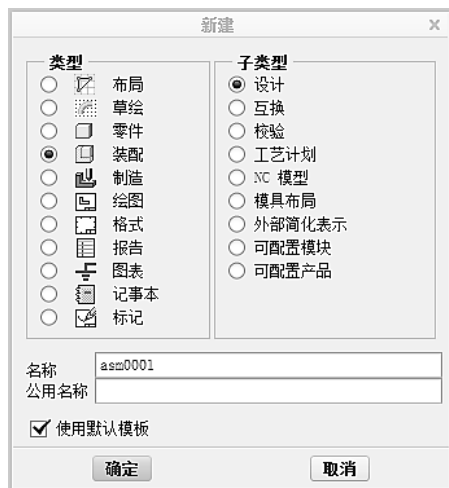 新建
类型
布局
草绘
零件
装配
制造
绘图
格式
报告
图表
记事本
标记
子类型
设计
互换
校验
工艺计划
NC 模型
模具布局
外部简化表示
可配置模块
可配置产品
名称 asm0001
公用名称
使用默认模板
确定 取消